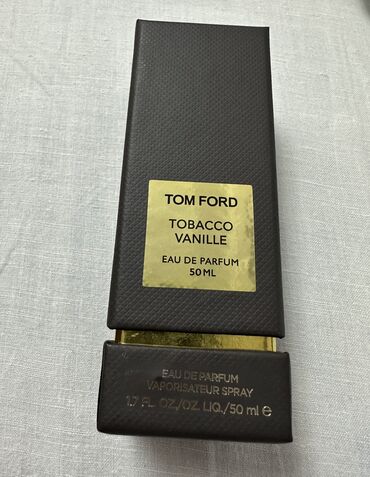 TOM FORD
TOBACCO
VANILLE
EAU DE PARFUM
50 ML
EAU DE PARFUM
VAPORISATEUR SPRAY
1.7 FL. OZ./OZ. LIQ./50 ml ℮